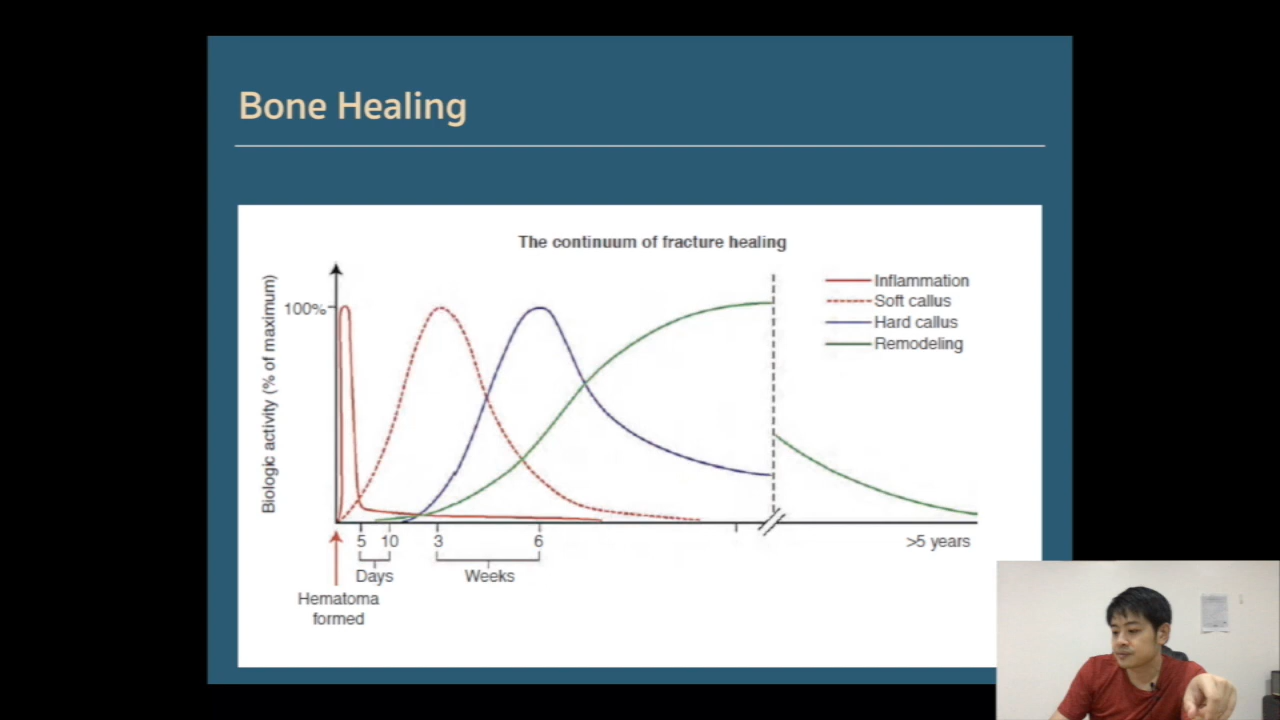 Bone Healing
The continuum of fracture healing
Biologic activity (% of maximum)
100%
Inflammation
Soft callus
Hard callus
Remodeling
5 10 3 6 >5 years
Days Weeks
Hematoma
formed